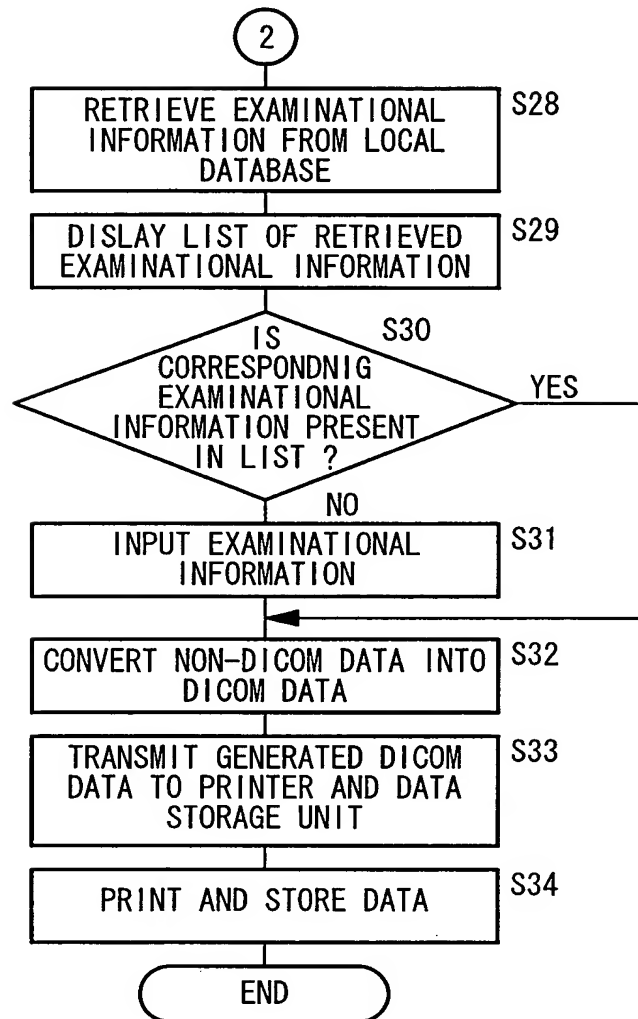 2
RETRIEVE EXAMINATIONAL
INFORMATION FROM LOCAL
DATABASE
S28
DISLAY LIST OF RETRIEVED
EXAMINATIONAL INFORMATION
S29
S30
IS
CORRESPONDNIG
EXAMINATIONAL
INFORMATION PRESENT
IN LIST ?
YES
NO
INPUT EXAMINATIONAL
INFORMATION
S31
CONVERT NON-DICOM DATA INTO
DICOM DATA
S32
TRANSMIT GENERATED DICOM
DATA TO PRINTER AND DATA
STORAGE UNIT
S33
PRINT AND STORE DATA
S34
END